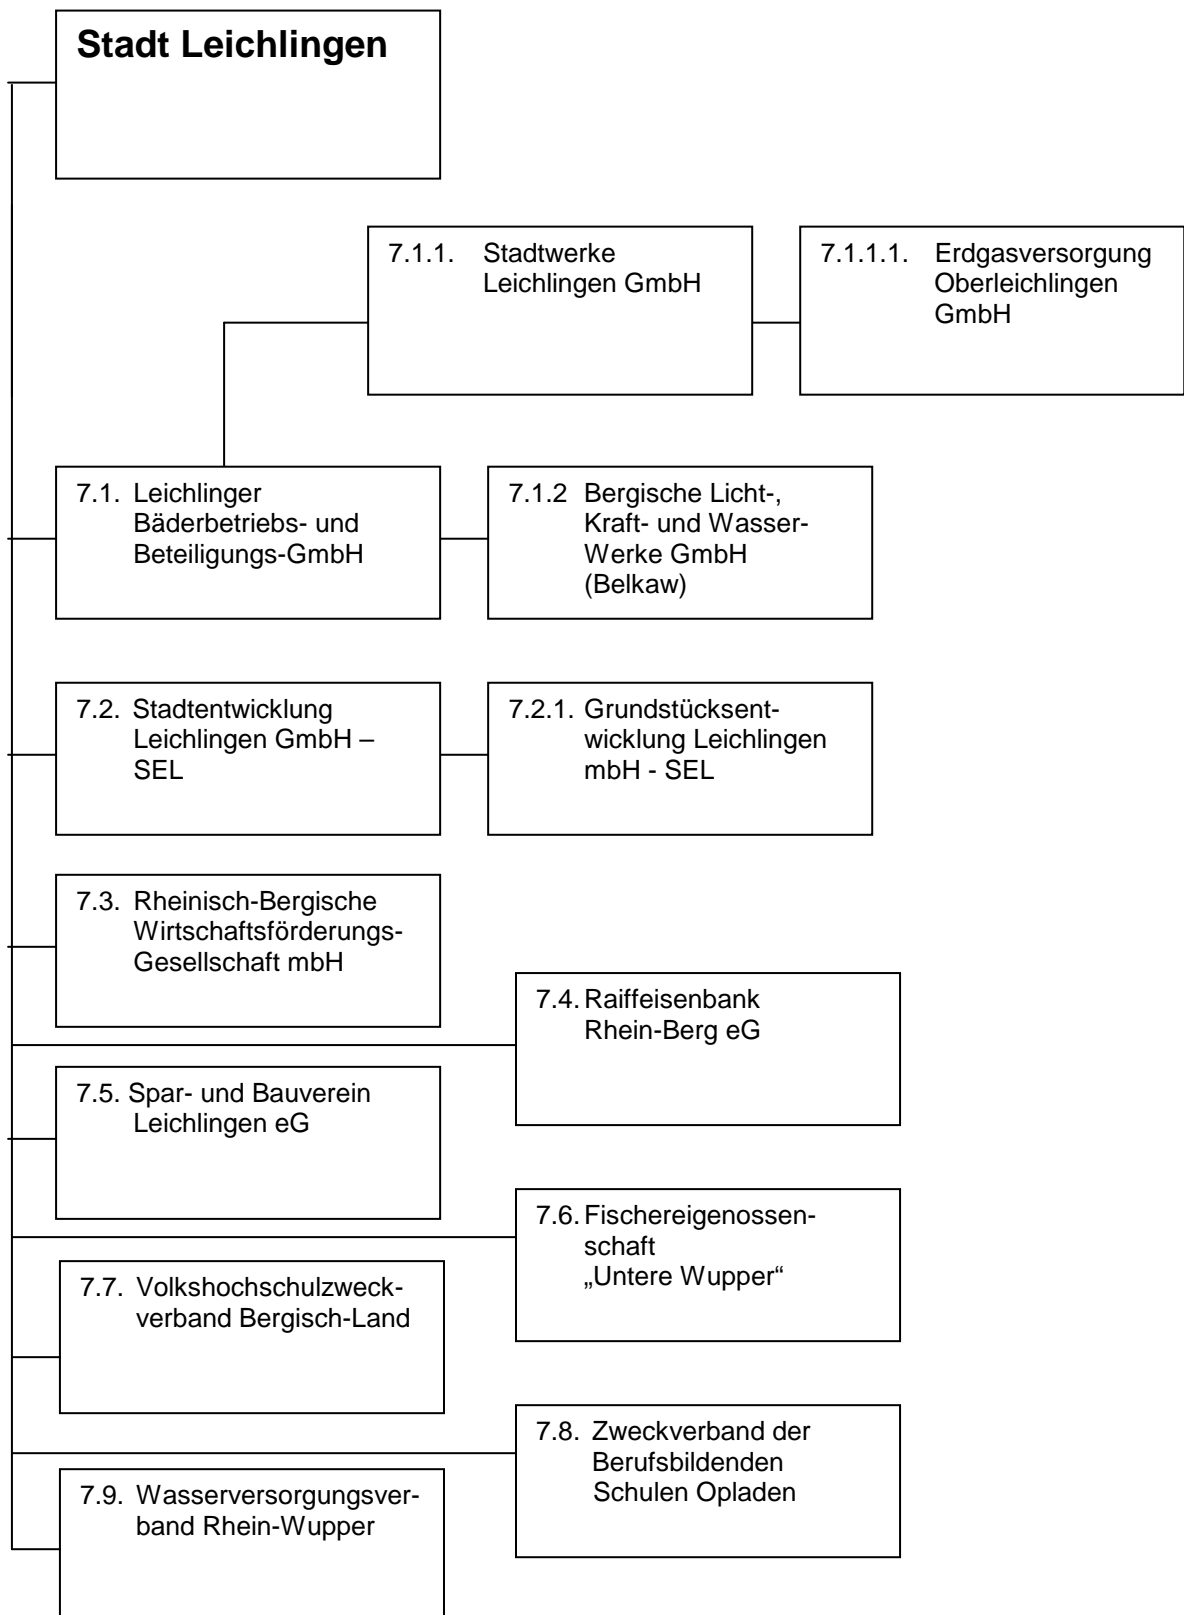 Stadt Leichlingen
7.1.1. Stadtwerke
Leichlingen GmbH
7.1.1.1. Erdgasversorgung
Oberleichlingen
GmbH
7.1. Leichlinger
Bäderbetriebs- und
Beteiligungs-GmbH
7.1.2 Bergische Licht-,
Kraft- und Wasser-
Werke GmbH
(Belkaw)
7.2. Stadtentwicklung
Leichlingen GmbH –
SEL
7.2.1. Grundstücksent-
wicklung Leichlingen
mbH - SEL
7.3. Rheinisch-Bergische
Wirtschaftsförderungs-
Gesellschaft mbH
7.4. Raiffeisenbank
Rhein-Berg eG
7.5. Spar- und Bauverein
Leichlingen eG
7.6. Fischereigenossen-
schaft
„Untere Wupper“
7.7. Volkshochschulzweck-
verband Bergisch-Land
7.8. Zweckverband der
Berufsbildenden
Schulen Opladen
7.9. Wasserversorgungsver-
band Rhein-Wupper